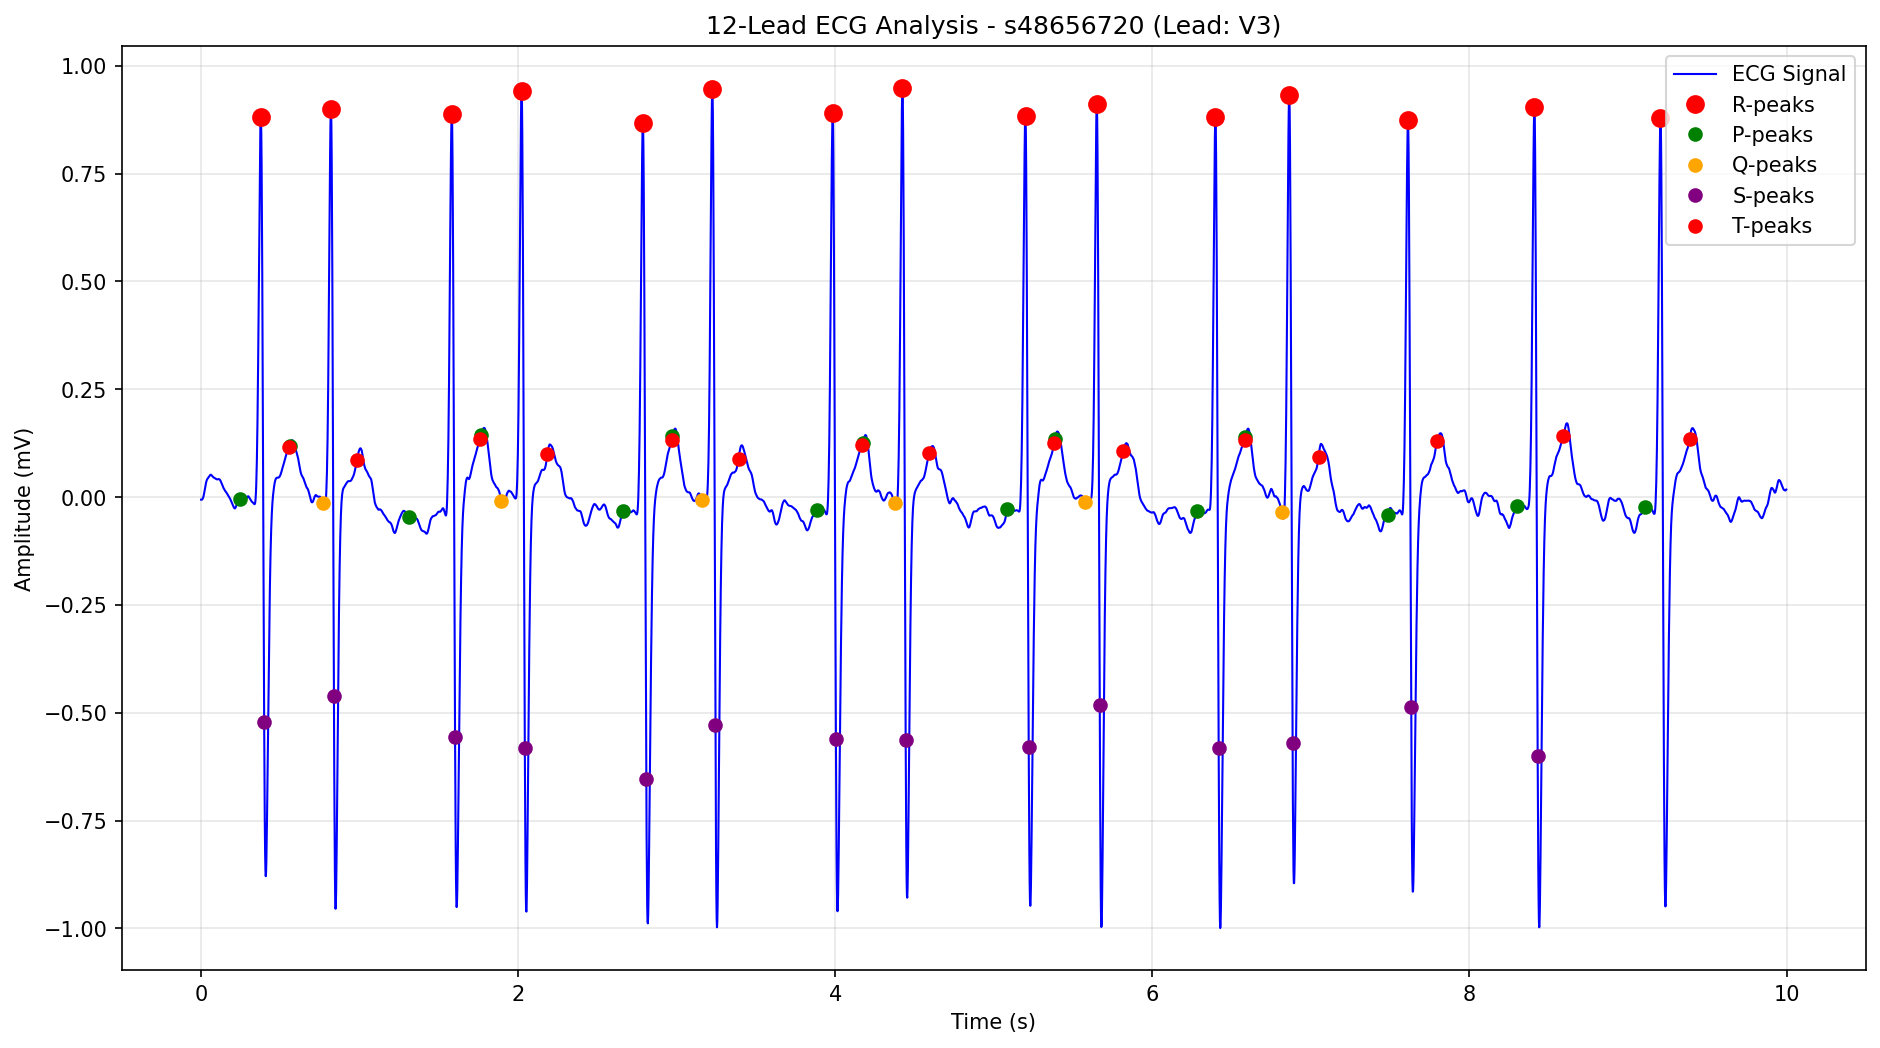 12-Lead ECG Analysis - s48656720 (Lead: V3)
ECG Signal
R-peaks
P-peaks
Q-peaks
S-peaks
T-peaks
Amplitude (mV)
1.00
0.75
0.50
0.25
0.00
−0.25
−0.50
−0.75
−1.00
0 2 4 6 8 10
Time (s)